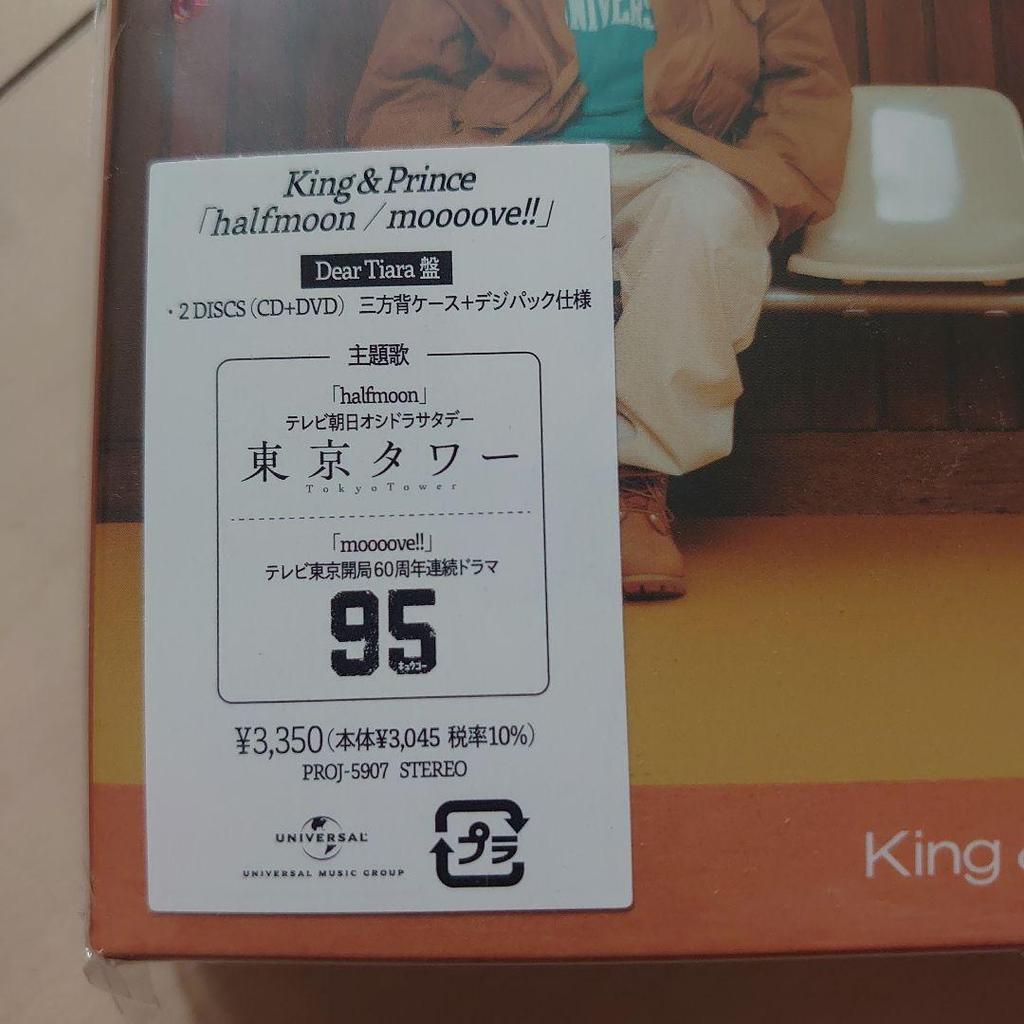 NIVERS
King & Prince
「halfmoon / moooove!!」
Dear Tiara 盤
・2 DISCS (CD+DVD) 三方背ケース+デジパック仕様
主題歌
「halfmoon」
テレビ朝日オシドラサタデー
東京タワー
TokyoTower
「moooove!!」
テレビ東京開局60周年連続ドラマ
95
キュウゴー
¥3,350(本体¥3,045 税率10%)
PROJ-5907 STEREO
UNIVERSAL
UNIVERSAL MUSIC GROUP
プラ
King &